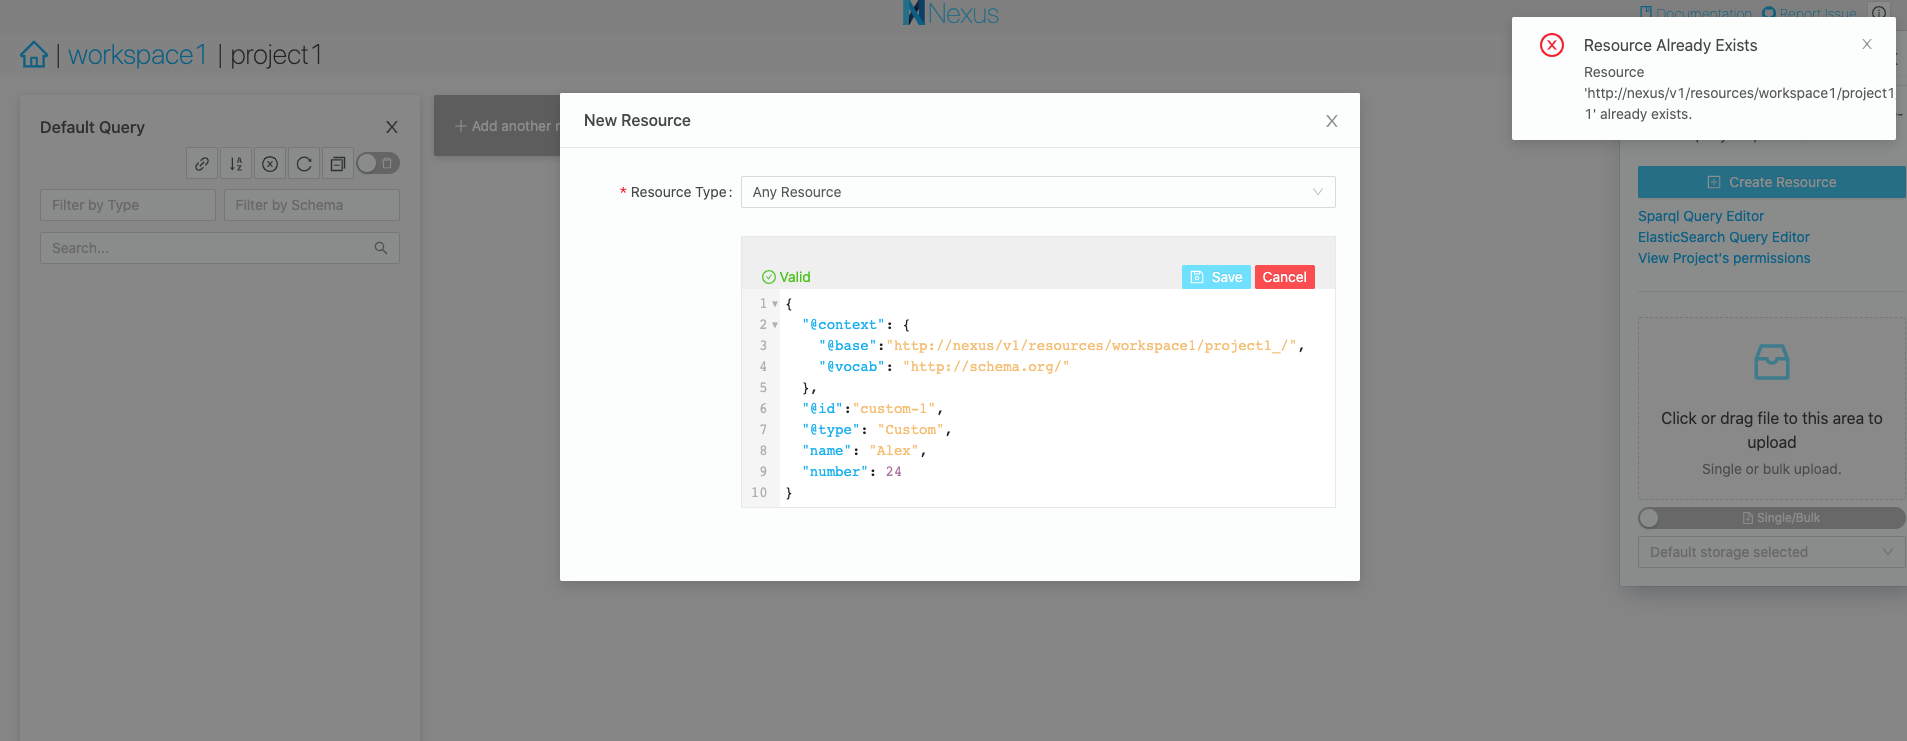 Nexus
Documentation Report Issue
| workspace1 | project1
Resource Already Exists
Resource
'http://nexus/v1/resources/workspace1/project1
1' already exists.
Default Query
Filter by Type
Filter by Schema
Search...
Add another r
New Resource
* Resource Type:
Any Resource
Valid
Save
Cancel
1 {
2 "@context": {
3 "@base":"http://nexus/v1/resources/workspace1/project1_/",
4 "@vocab": "http://schema.org/"
5 },
6 "@id":"custom-1",
7 "@type": "Custom",
8 "name": "Alex",
9 "number": 24
10 }
Create Resource
Sparql Query Editor
ElasticSearch Query Editor
View Project's permissions
Click or drag file to this area to
upload
Single or bulk upload.
Single/Bulk
Default storage selected